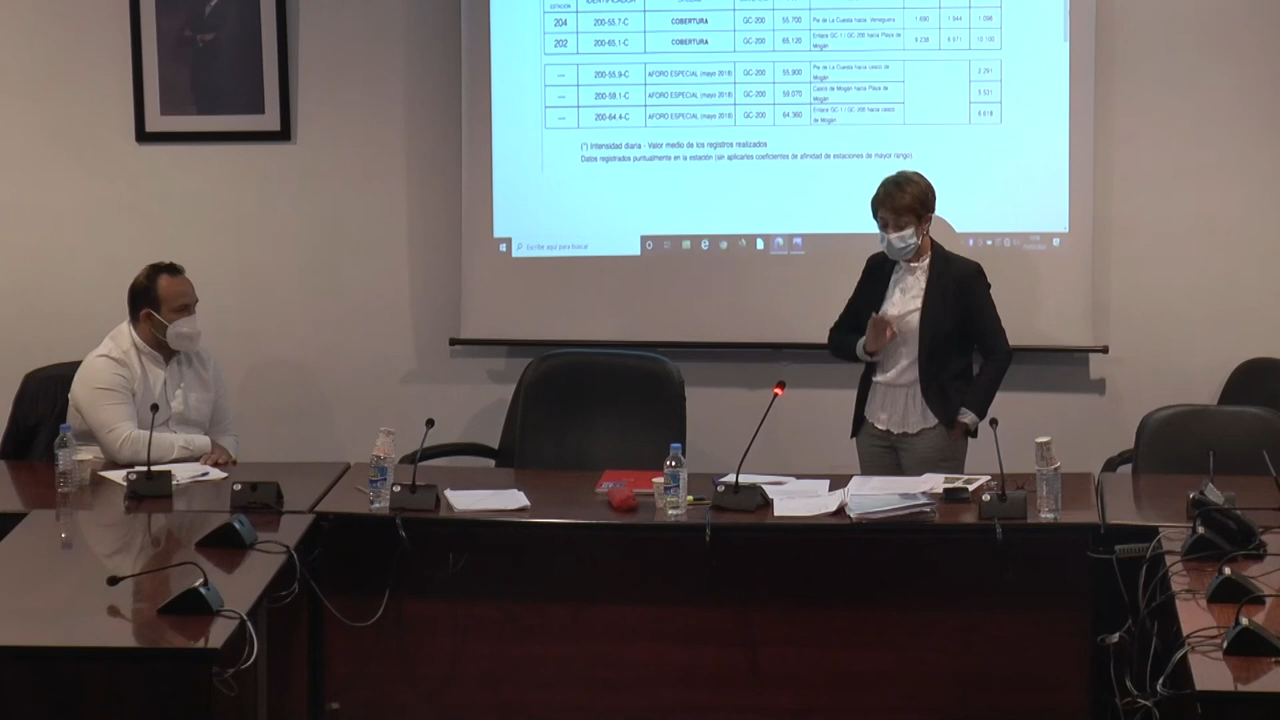 ESTACIÓN IDENTIFICADOR
204 200-55,7-C COBERTURA GC-200 55,700 Pie de La Cuesta hacia Veneguera 1 690 1 944 1 096
202 200-65,1-C COBERTURA GC-200 65,120 Enlace GC-1 / GC-200 hacia Playa de Mogán 9 238 8 971 10 100
--- 200-55,9-C AFORO ESPECIAL (mayo 2018) GC-200 55,900 Pie de La Cuesta hacia casco de Mogán 2 291
--- 200-59,1-C AFORO ESPECIAL (mayo 2018) GC-200 59,070 Casco de Mogán hacia Playa de Mogán 5 531
--- 200-64,4-C AFORO ESPECIAL (mayo 2018) GC-200 64,360 Enlace GC-1 / GC-200 hacia casco de Mogán 6 618
(*) Intensidad diaria - Valor medio de los registros realizados
Datos registrados puntualmente en la estación (sin aplicarlos coeficientes de afinidad de estaciones de mayor rango)
Escribe aquí para buscar